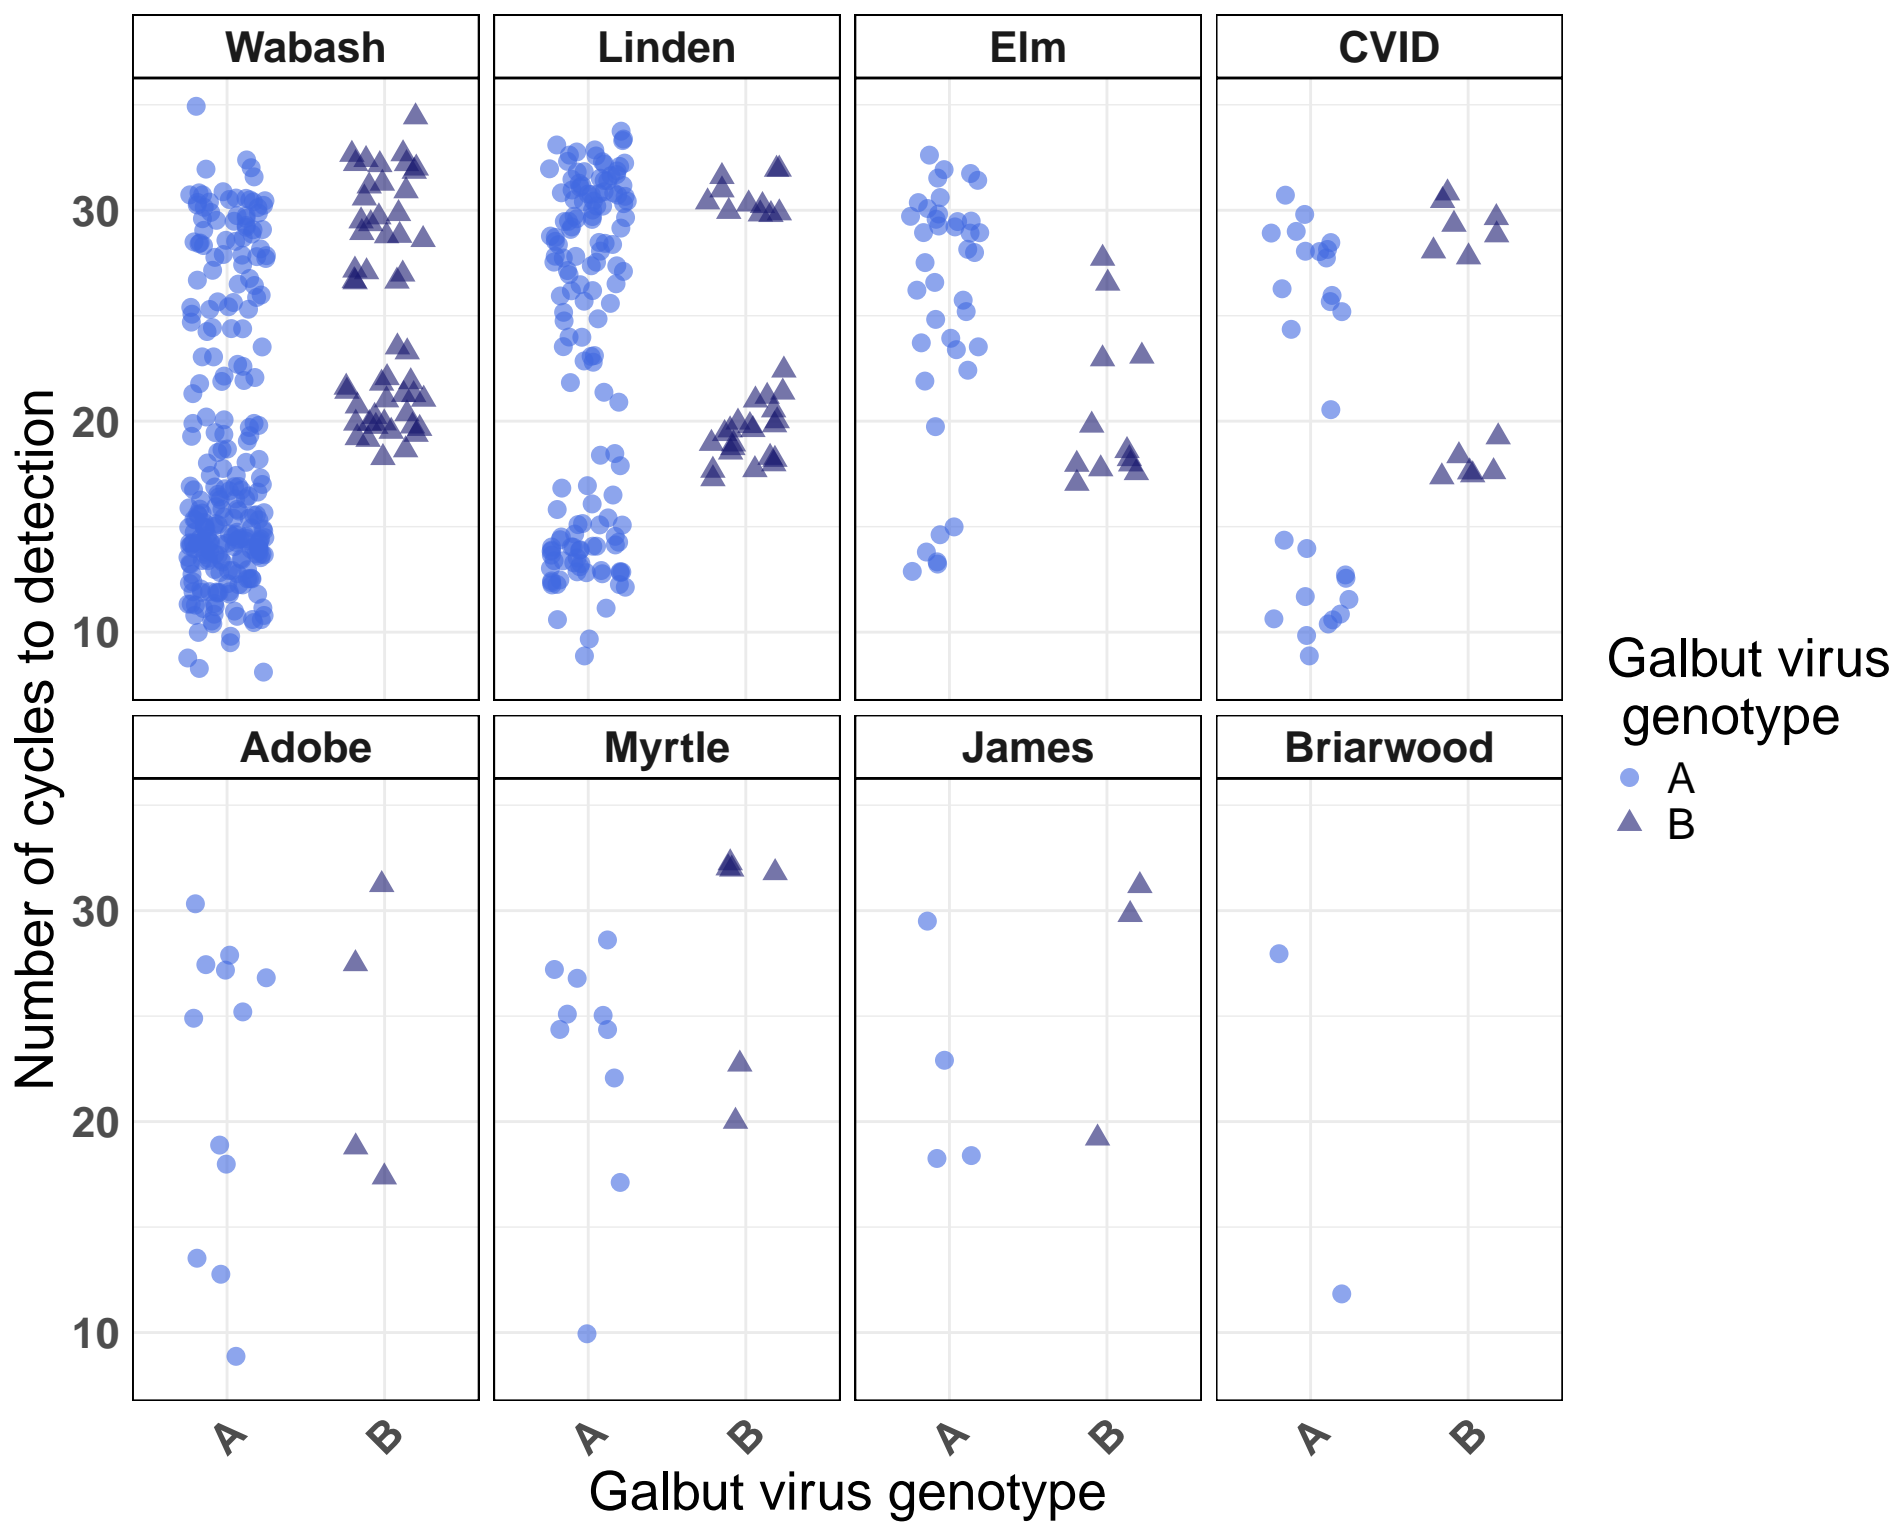 Wabash Linden Elm CVID
30
20
10
Adobe Myrtle James Briarwood
30
20
10
Number of cycles to detection
A B A B A B A B
Galbut virus genotype
Galbut virus
genotype
A
B